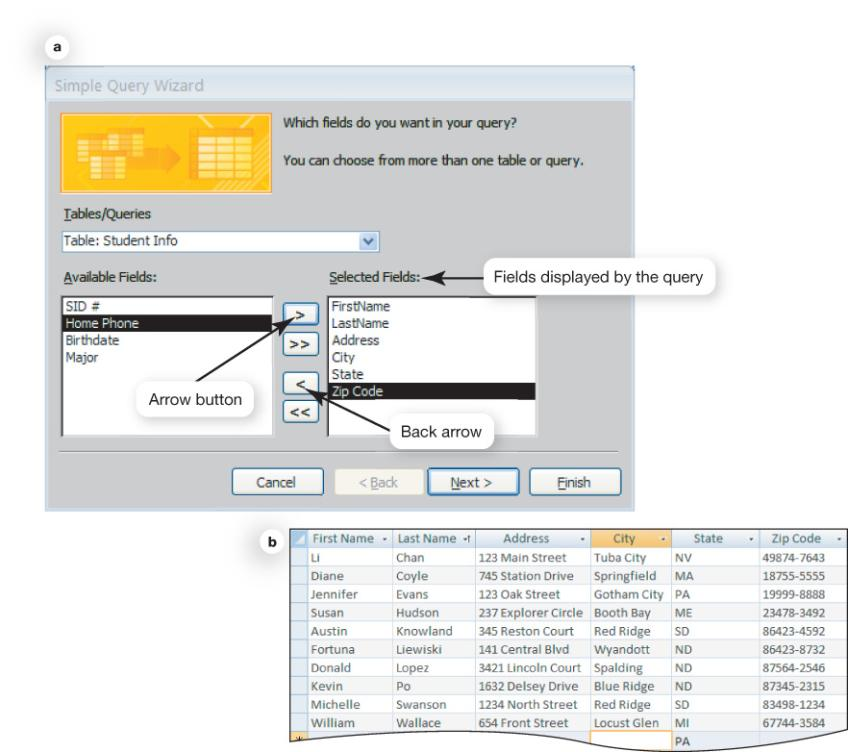 a
Simple Query Wizard
Which fields do you want in your query?
You can choose from more than one table or query.
Tables/Queries
Table: Student Info
Available Fields:
Selected Fields:
Fields displayed by the query
SID #
Home Phone
Birthdate
Major
>
>>
<
<<
FirstName
LastName
Address
City
State
Zip Code
Arrow button
Back arrow
Cancel
< Back
Next >
Finish
b
First Name Last Name Address City State Zip Code
Li Chan 123 Main Street Tuba City NV 49874-7643
Diane Coyle 745 Station Drive Springfield MA 18755-5555
Jennifer Evans 123 Oak Street Gotham City PA 19999-8888
Susan Hudson 237 Explorer Circle Booth Bay ME 23478-3492
Austin Knowland 345 Reston Court Red Ridge SD 86423-4592
Fortuna Liewiski 141 Central Blvd Wyandott ND 86423-8732
Donald Lopez 3421 Lincoln Court Spalding ND 87564-2546
Kevin Po 1632 Delsey Drive Blue Ridge ND 87345-2315
Michelle Swanson 1234 North Street Red Ridge SD 83498-1234
William Wallace 654 Front Street Locust Glen MI 67744-3584
* PA